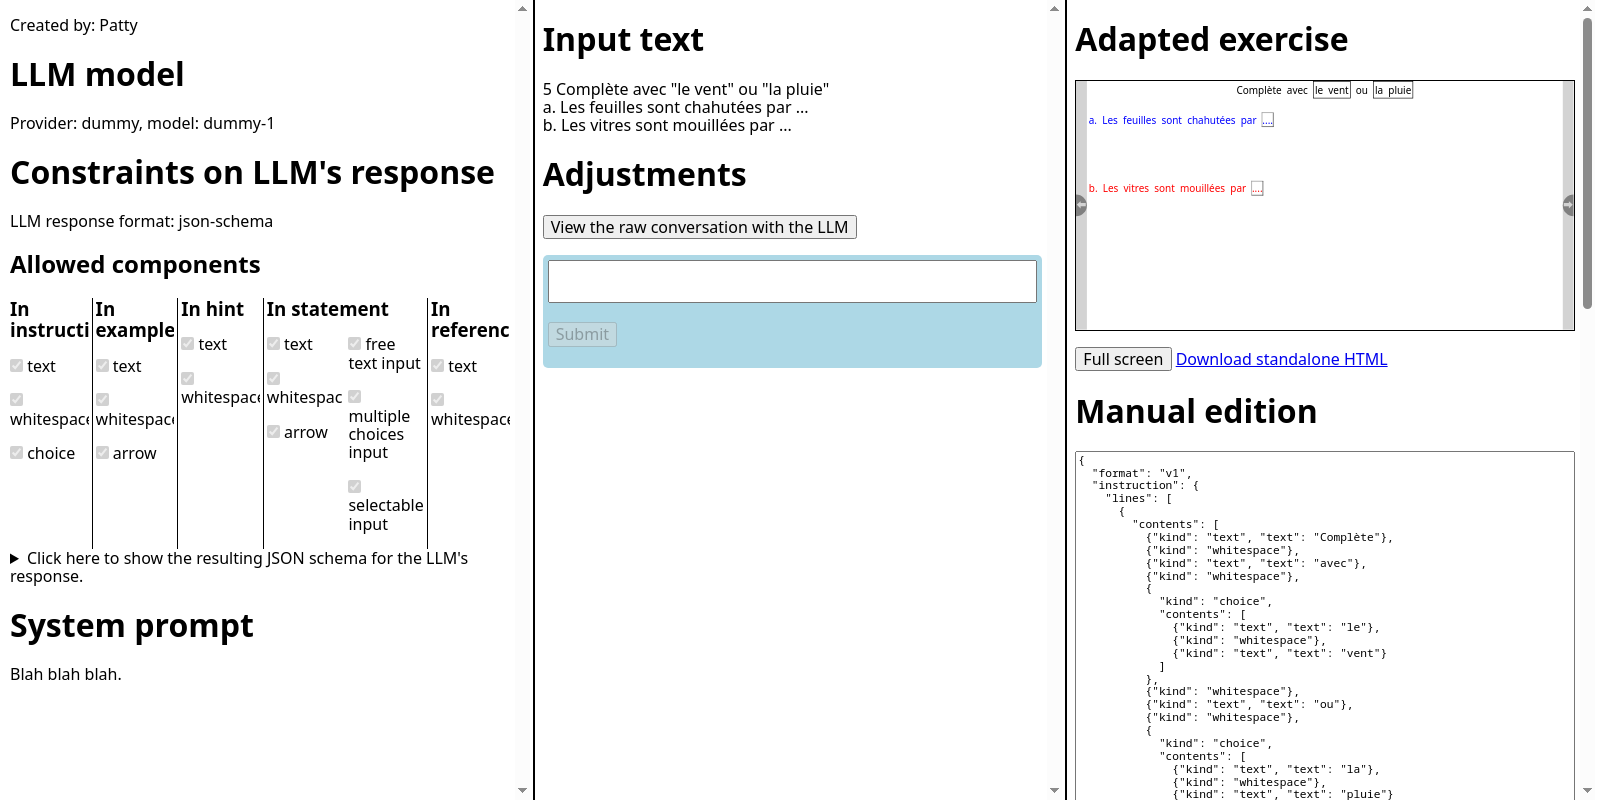 Created by: Patty
LLM model
Provider: dummy, model: dummy-1
Constraints on LLM's response
LLM response format: json-schema
Allowed components
In
instructi
text
whitespace
choice
In
example
text
whitespace
arrow
In hint
text
whitespace
In statement
text
whitespac
arrow
free
text input
multiple
choices
input
selectable
input
In
referenc
text
whitespace
Click here to show the resulting JSON schema for the LLM's
response.
System prompt
Blah blah blah.
Input text
5 Complète avec "le vent" ou "la pluie"
a. Les feuilles sont chahutées par ...
b. Les vitres sont mouillées par ...
Adjustments
View the raw conversation with the LLM
Submit
Adapted exercise
Complète avec le vent ou la pluie
a. Les feuilles sont chahutées par ....
b. Les vitres sont mouillées par ....
Full screen Download standalone HTML
Manual edition
{
  "format": "v1",
  "instruction": {
    "lines": [
      {
        "contents": [
          {"kind": "text", "text": "Complète"},
          {"kind": "whitespace"},
          {"kind": "text", "text": "avec"},
          {"kind": "whitespace"},
          {
            "kind": "choice",
            "contents": [
              {"kind": "text", "text": "le"},
              {"kind": "whitespace"},
              {"kind": "text", "text": "vent"}
            ]
          },
          {"kind": "whitespace"},
          {"kind": "text", "text": "ou"},
          {"kind": "whitespace"},
          {
            "kind": "choice",
            "contents": [
              {"kind": "text", "text": "la"},
              {"kind": "whitespace"},
              {"kind": "text", "text": "pluie"}